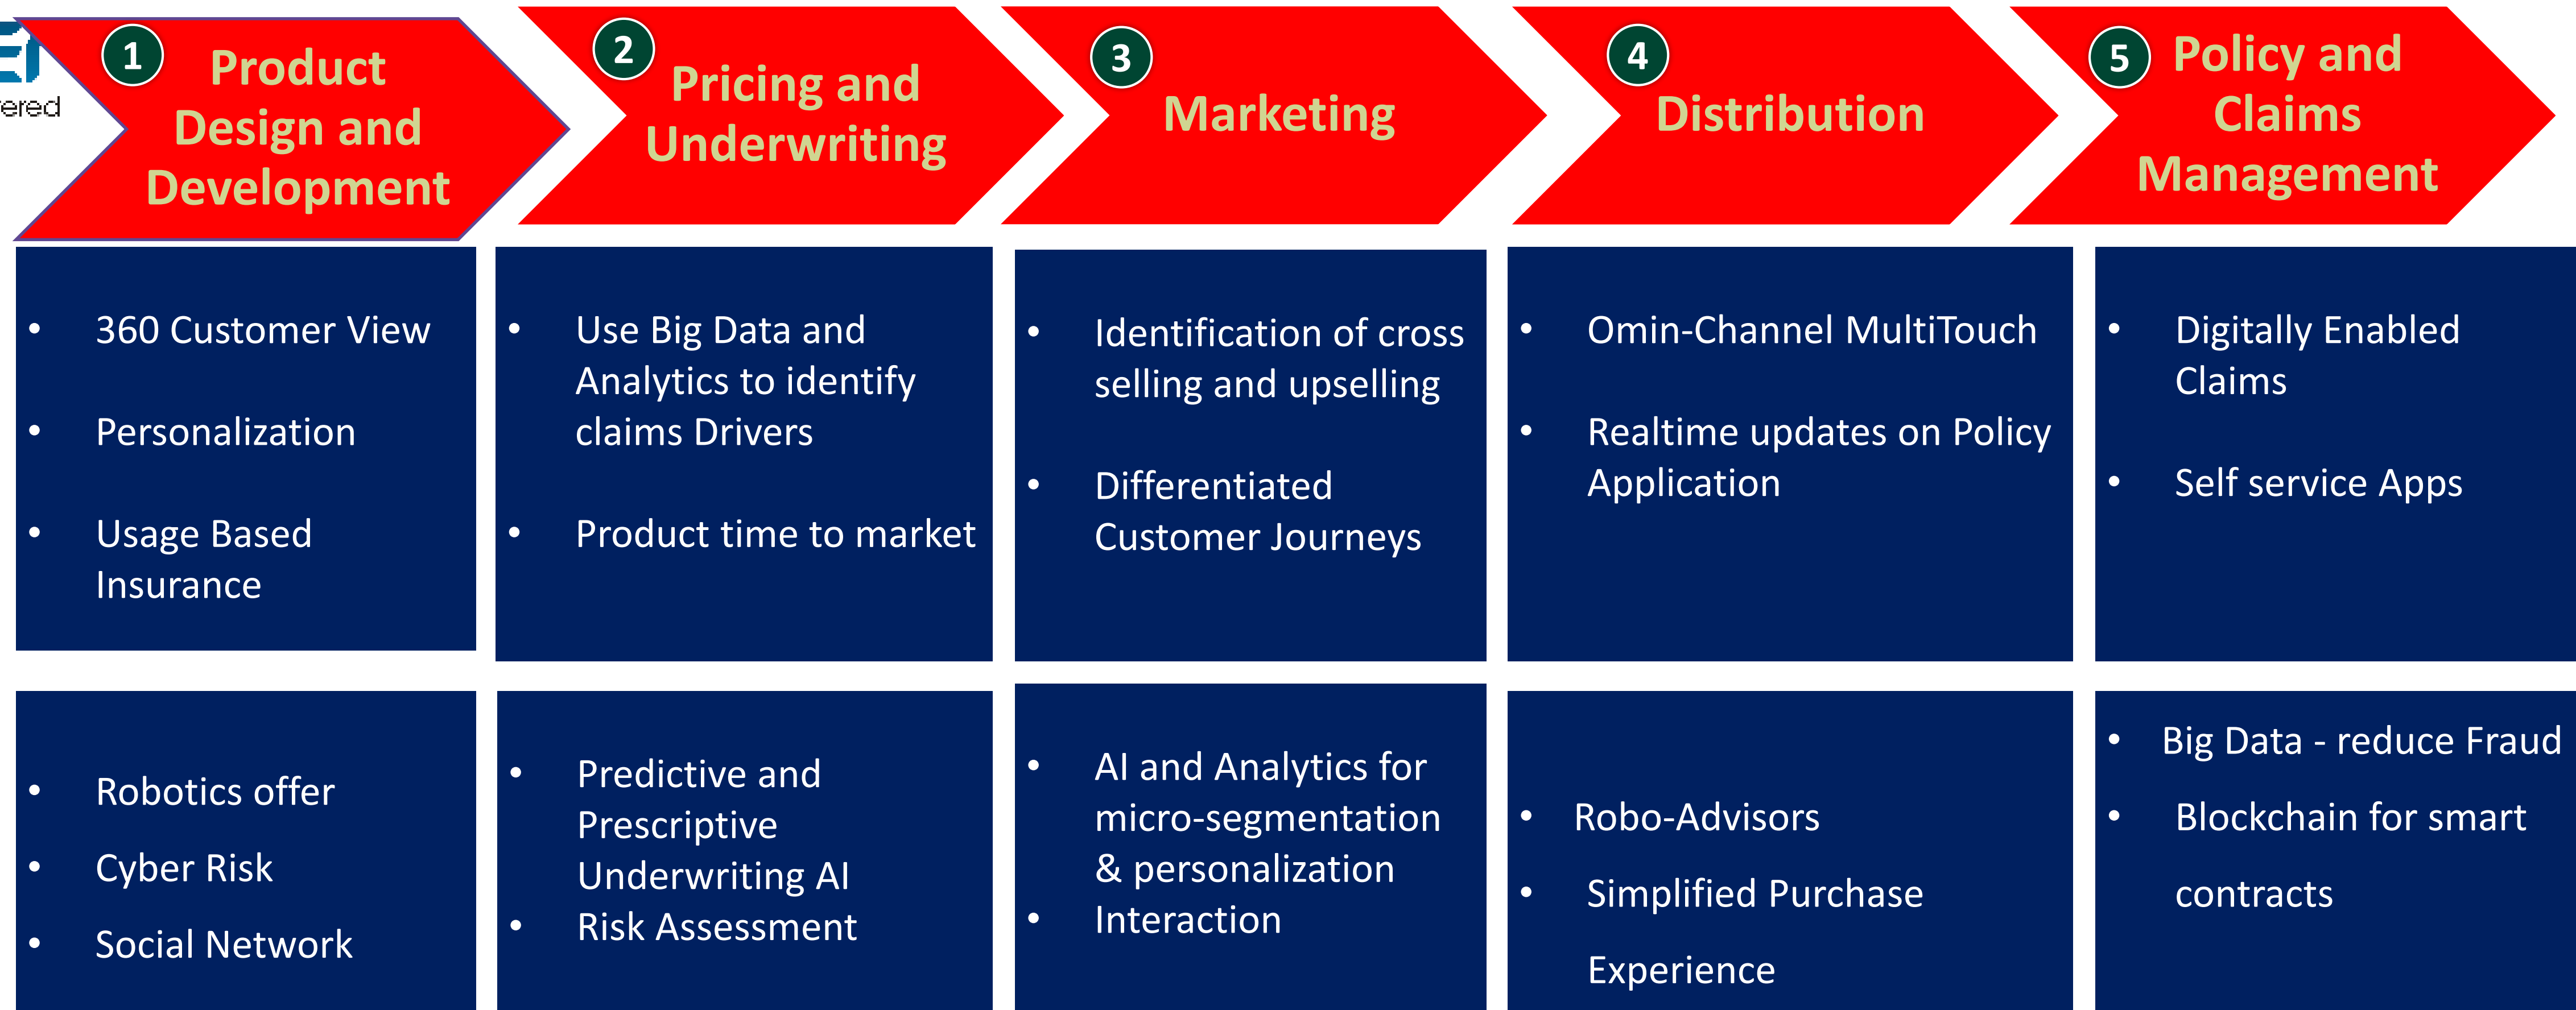 1
Product
Design and
Development
2
Pricing and
Underwriting
3
Marketing
4
Distribution
5
Policy and
Claims
Management
• 360 Customer View
• Personalization
• Usage Based
Insurance
• Use Big Data and
Analytics to identify
claims Drivers
• Product time to market
• Identification of cross
selling and upselling
• Differentiated
Customer Journeys
• Omin-Channel MultiTouch
• Realtime updates on Policy
Application
• Digitally Enabled
Claims
• Self service Apps
• Robotics offer
• Cyber Risk
• Social Network
• Predictive and
Prescriptive
Underwriting AI
• Risk Assessment
• AI and Analytics for
micro-segmentation
& personalization
• Interaction
• Robo-Advisors
• Simplified Purchase
Experience
• Big Data - reduce Fraud
• Blockchain for smart
contracts